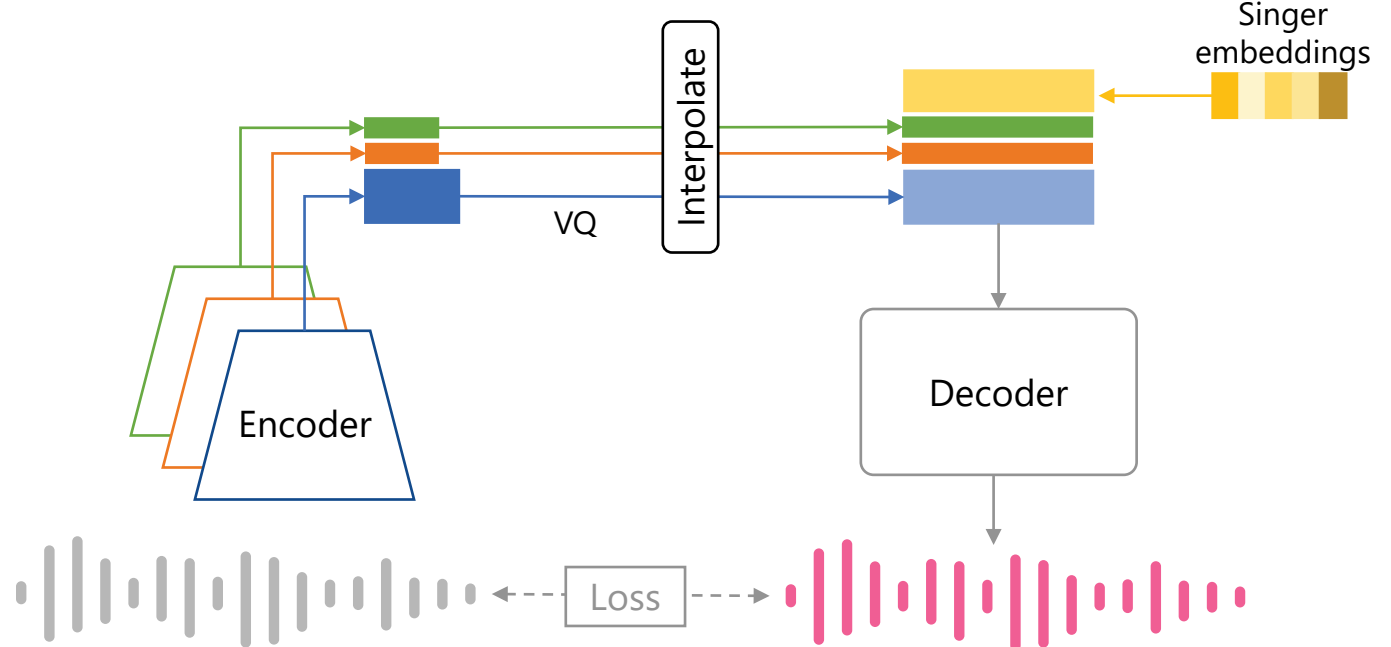 Singer
embeddings
Interpolate
VQ
Encoder
Decoder
Loss